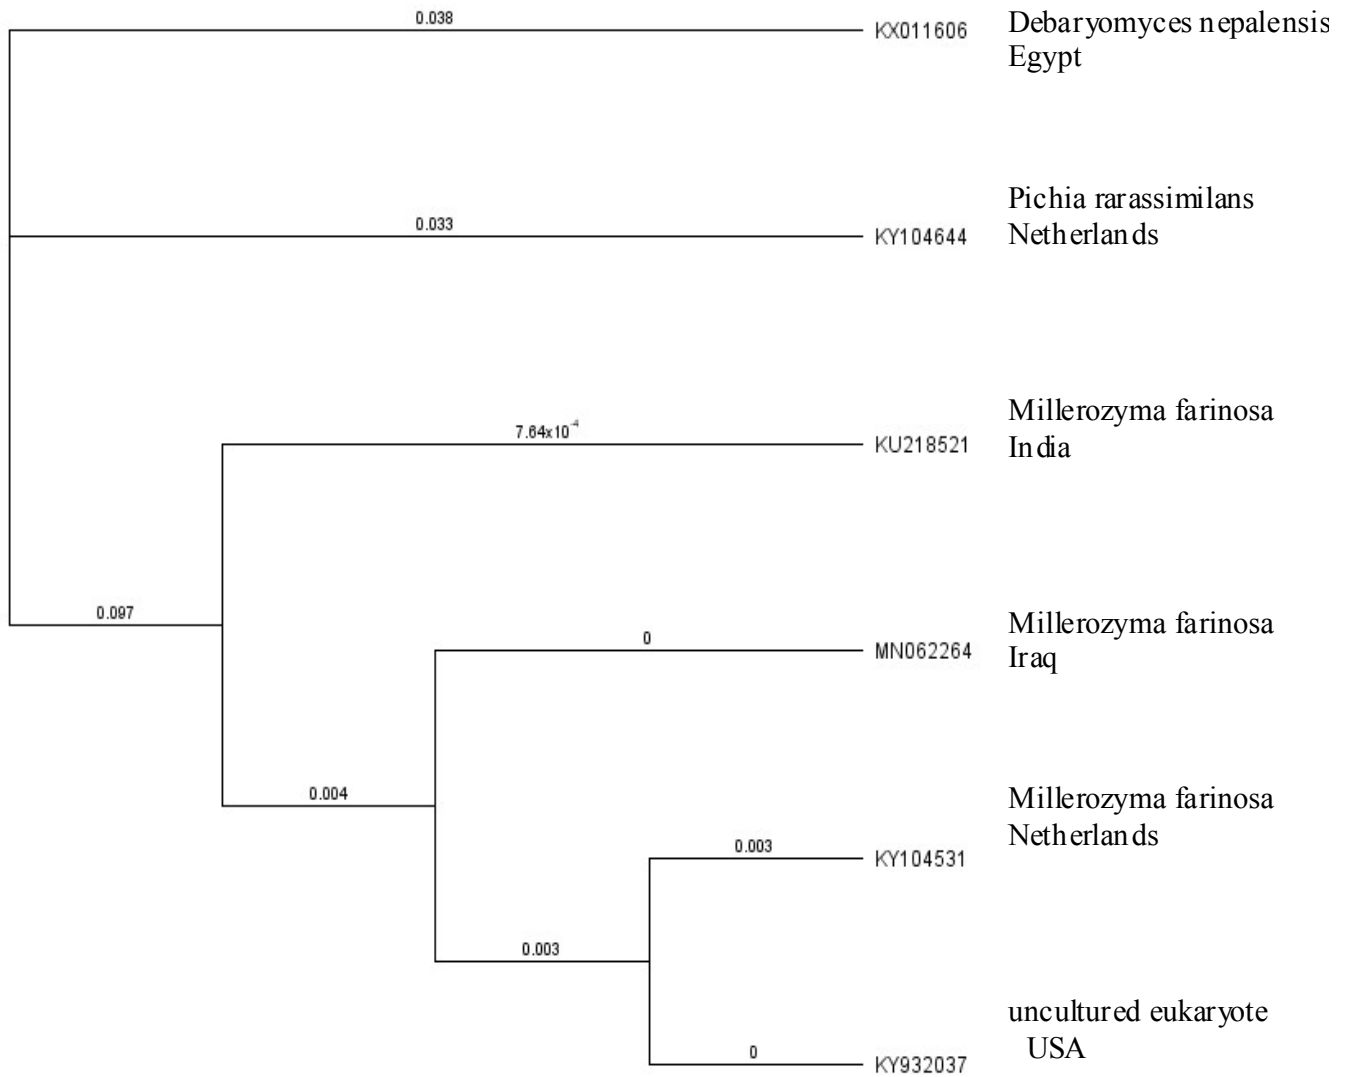 0.038
KX011606
Debaryomyces nepalensis
Egypt
Pichia rarassimilans
0.033
KY104644
Netherlands
Millerozyma farinosa
7.64x10⁻⁴
KU218521
India
0.097
Millerozyma farinosa
0
MN062264
Iraq
0.004
Millerozyma farinosa
Netherlands
0.003
KY104531
0.003
uncultured eukaryote
USA
0
KY932037